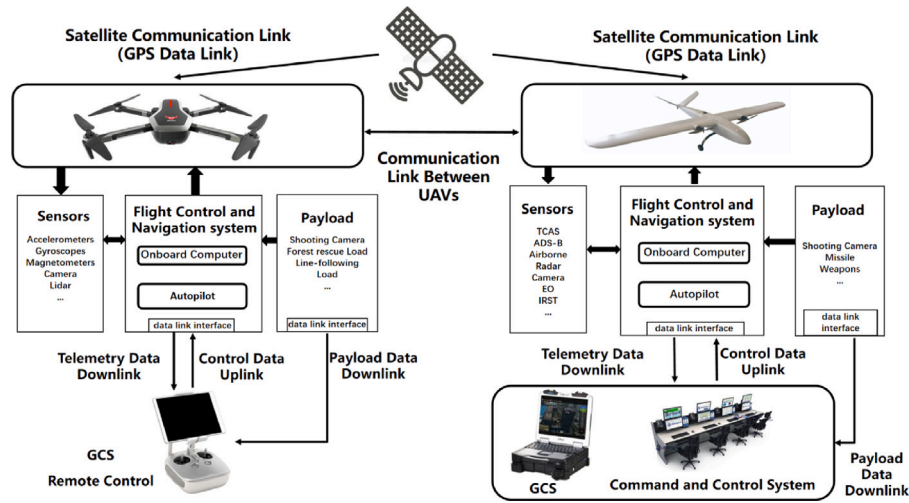 Satellite Communication Link
(GPS Data Link)
Satellite Communication Link
(GPS Data Link)
Communication
Link Between
UAVs
Sensors
Accelerometers
Gyroscopes
Magnetometers
Camera
Lidar
...
Flight Control and
Navigation system
Onboard Computer
Autopilot
data link interface
Payload
Shooting Camera
Forest rescue Load
Line-following
Load
...
data link interface
Sensors
TCAS
ADS-B
Airborne
Radar
Camera
EO
IRST
...
Flight Control and
Navigation system
Onboard Computer
Autopilot
data link interface
Payload
Shooting Camera
Missile
Weapons
...
data link
interface
Telemetry Data
Downlink
Control Data
Uplink
Payload Data
Downlink
GCS
Remote Control
Telemetry Data
Downlink
Control Data
Uplink
GCS
Command and Control System
Payload
Data
Downlink